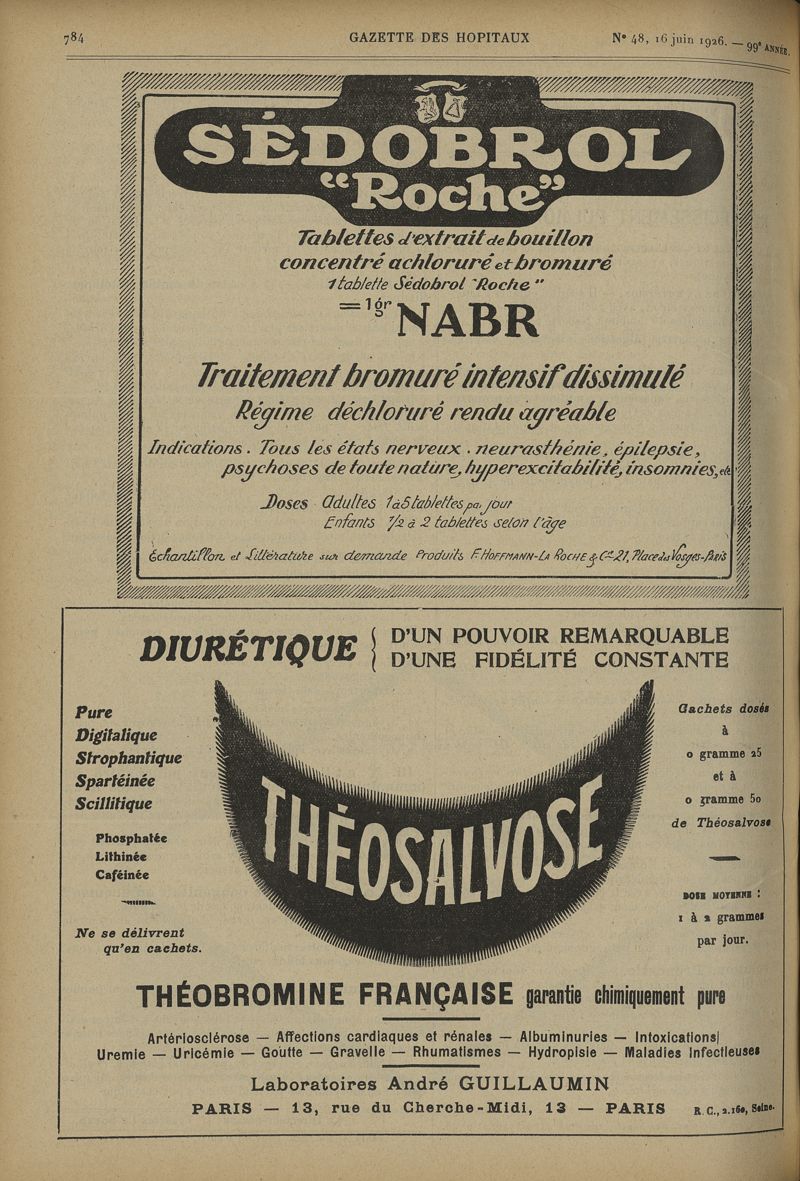 784
GAZETTE DES HOPITAUX
N° 48, 16 juin 1926. — 99e ANNÉE.
SÉDOBROL
“Roche”
Tablettes d'extrait de bouillon
concentré achloruré et bromuré
1 tablette Sédobrol “Roche”
= 1gr NABR
Traitement bromuré intensif dissimulé
Régime déchloruré rendu agréable
Indications. Tous les états nerveux. neurasthénie, épilepsie,
psychoses de toute nature, hyperexcitabilité, insomnies, etc
Doses Adultes 1 à 5 tablettes par jour
Enfants 1/2 à 2 tablettes selon l'âge
Échantillon et Littérature sur demande Produits F. HOFFMANN-LA ROCHE & Cie 21, Place des Vosges-Paris
DIURÉTIQUE
D'UN POUVOIR REMARQUABLE
D'UNE FIDÉLITÉ CONSTANTE
Pure
Digitalique
Strophantique
Spartéinée
Scillitique
Phosphatée
Lithinée
Caféinée
Ne se délivrent
qu'en cachets.
THÉOSALVOSE
Cachets dosés
à
0 gramme 25
et à
0 gramme 50
de Théosalvose
DOSE MOYENNE :
1 à 2 grammes
par jour.
THÉOBROMINE FRANÇAISE garantie chimiquement pure
Artériosclérose — Affections cardiaques et rénales — Albuminuries — Intoxications
Uremie — Uricémie — Goutte — Gravelle — Rhumatismes — Hydropisie — Maladies infectieuses
Laboratoires André GUILLAUMIN
PARIS — 13, rue du Cherche-Midi, 13 — PARIS R. C., 2.160, Seine.